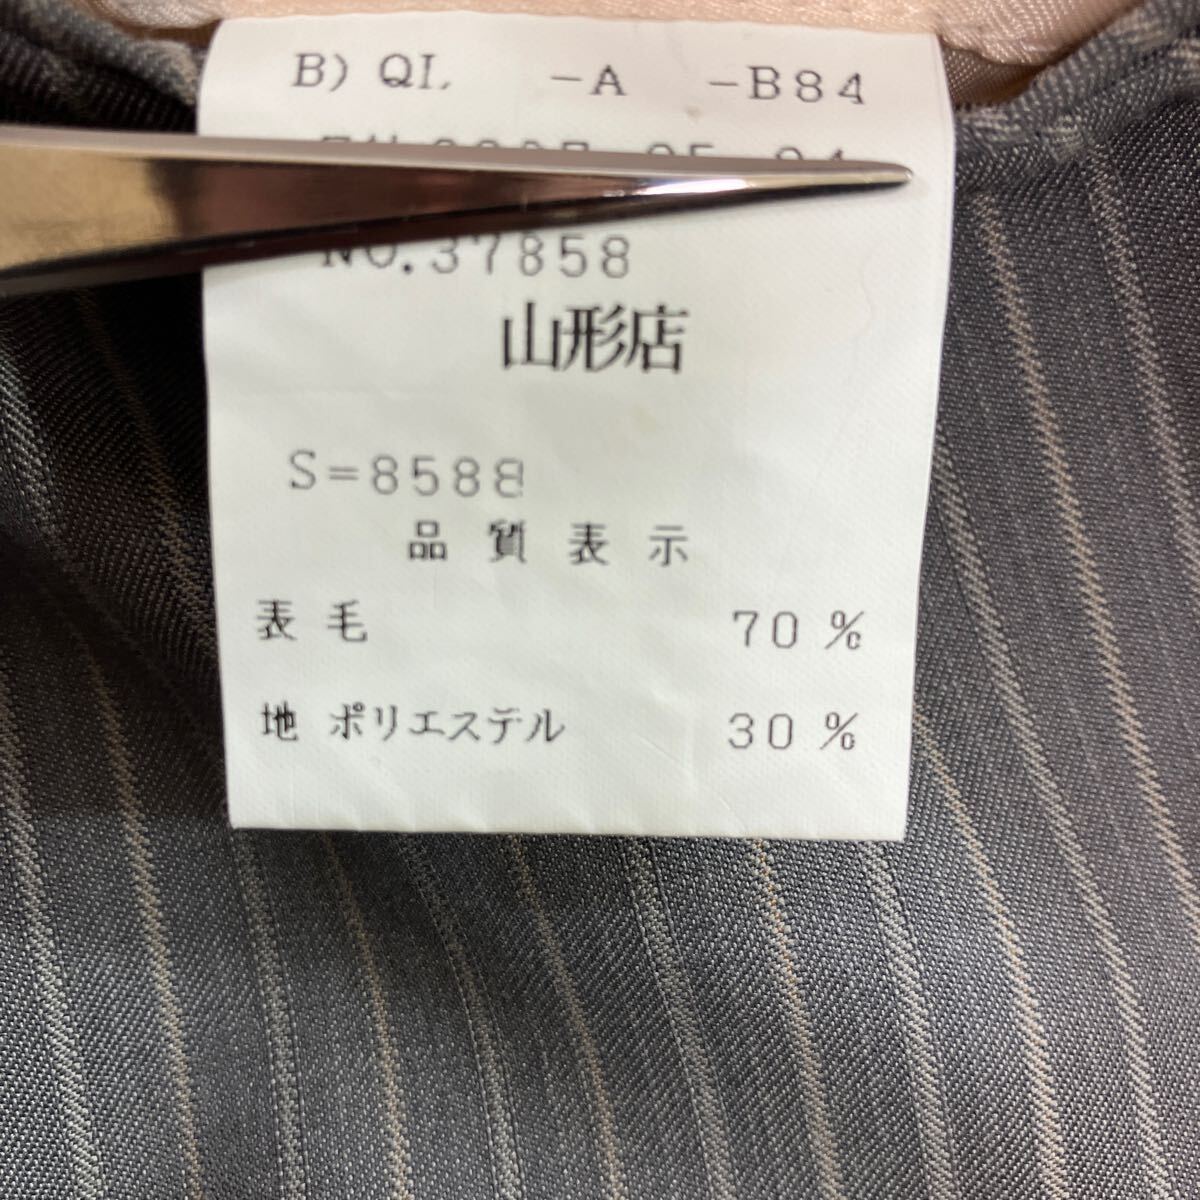 B) QL -A -B84
NO.37858
山形店
S=8588
品質表示
表 毛 70%
地 ポリエステル 30%